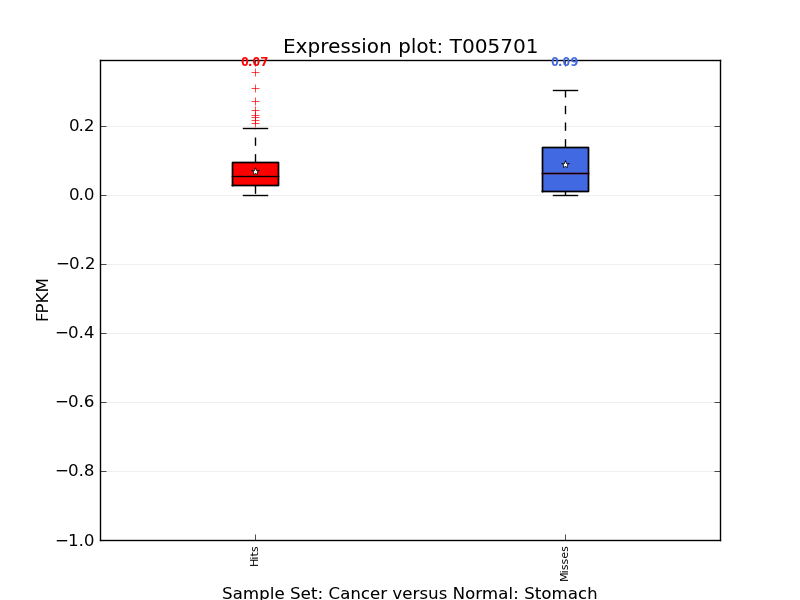 Expression plot: T005701
0.07
0.09
0.2
0.0
−0.2
−0.4
−0.6
−0.8
−1.0
FPKM
Hits
Misses
Sample Set: Cancer versus Normal: Stomach